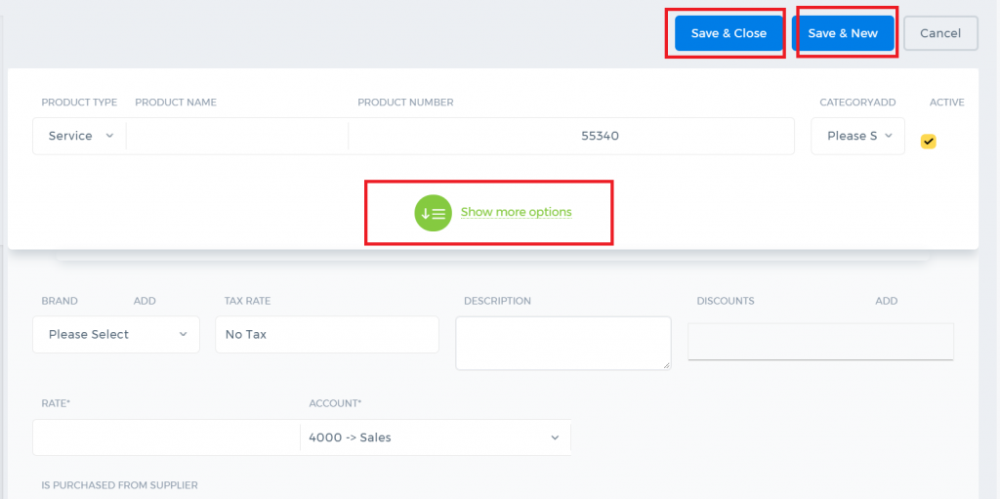 Save & Close Save & New Cancel
PRODUCT TYPE PRODUCT NAME PRODUCT NUMBER CATEGORYADD ACTIVE
Service 55340 Please S
Show more options
BRAND ADD TAX RATE DESCRIPTION DISCOUNTS ADD
Please Select No Tax
RATE* ACCOUNT*
4000 -> Sales
IS PURCHASED FROM SUPPLIER